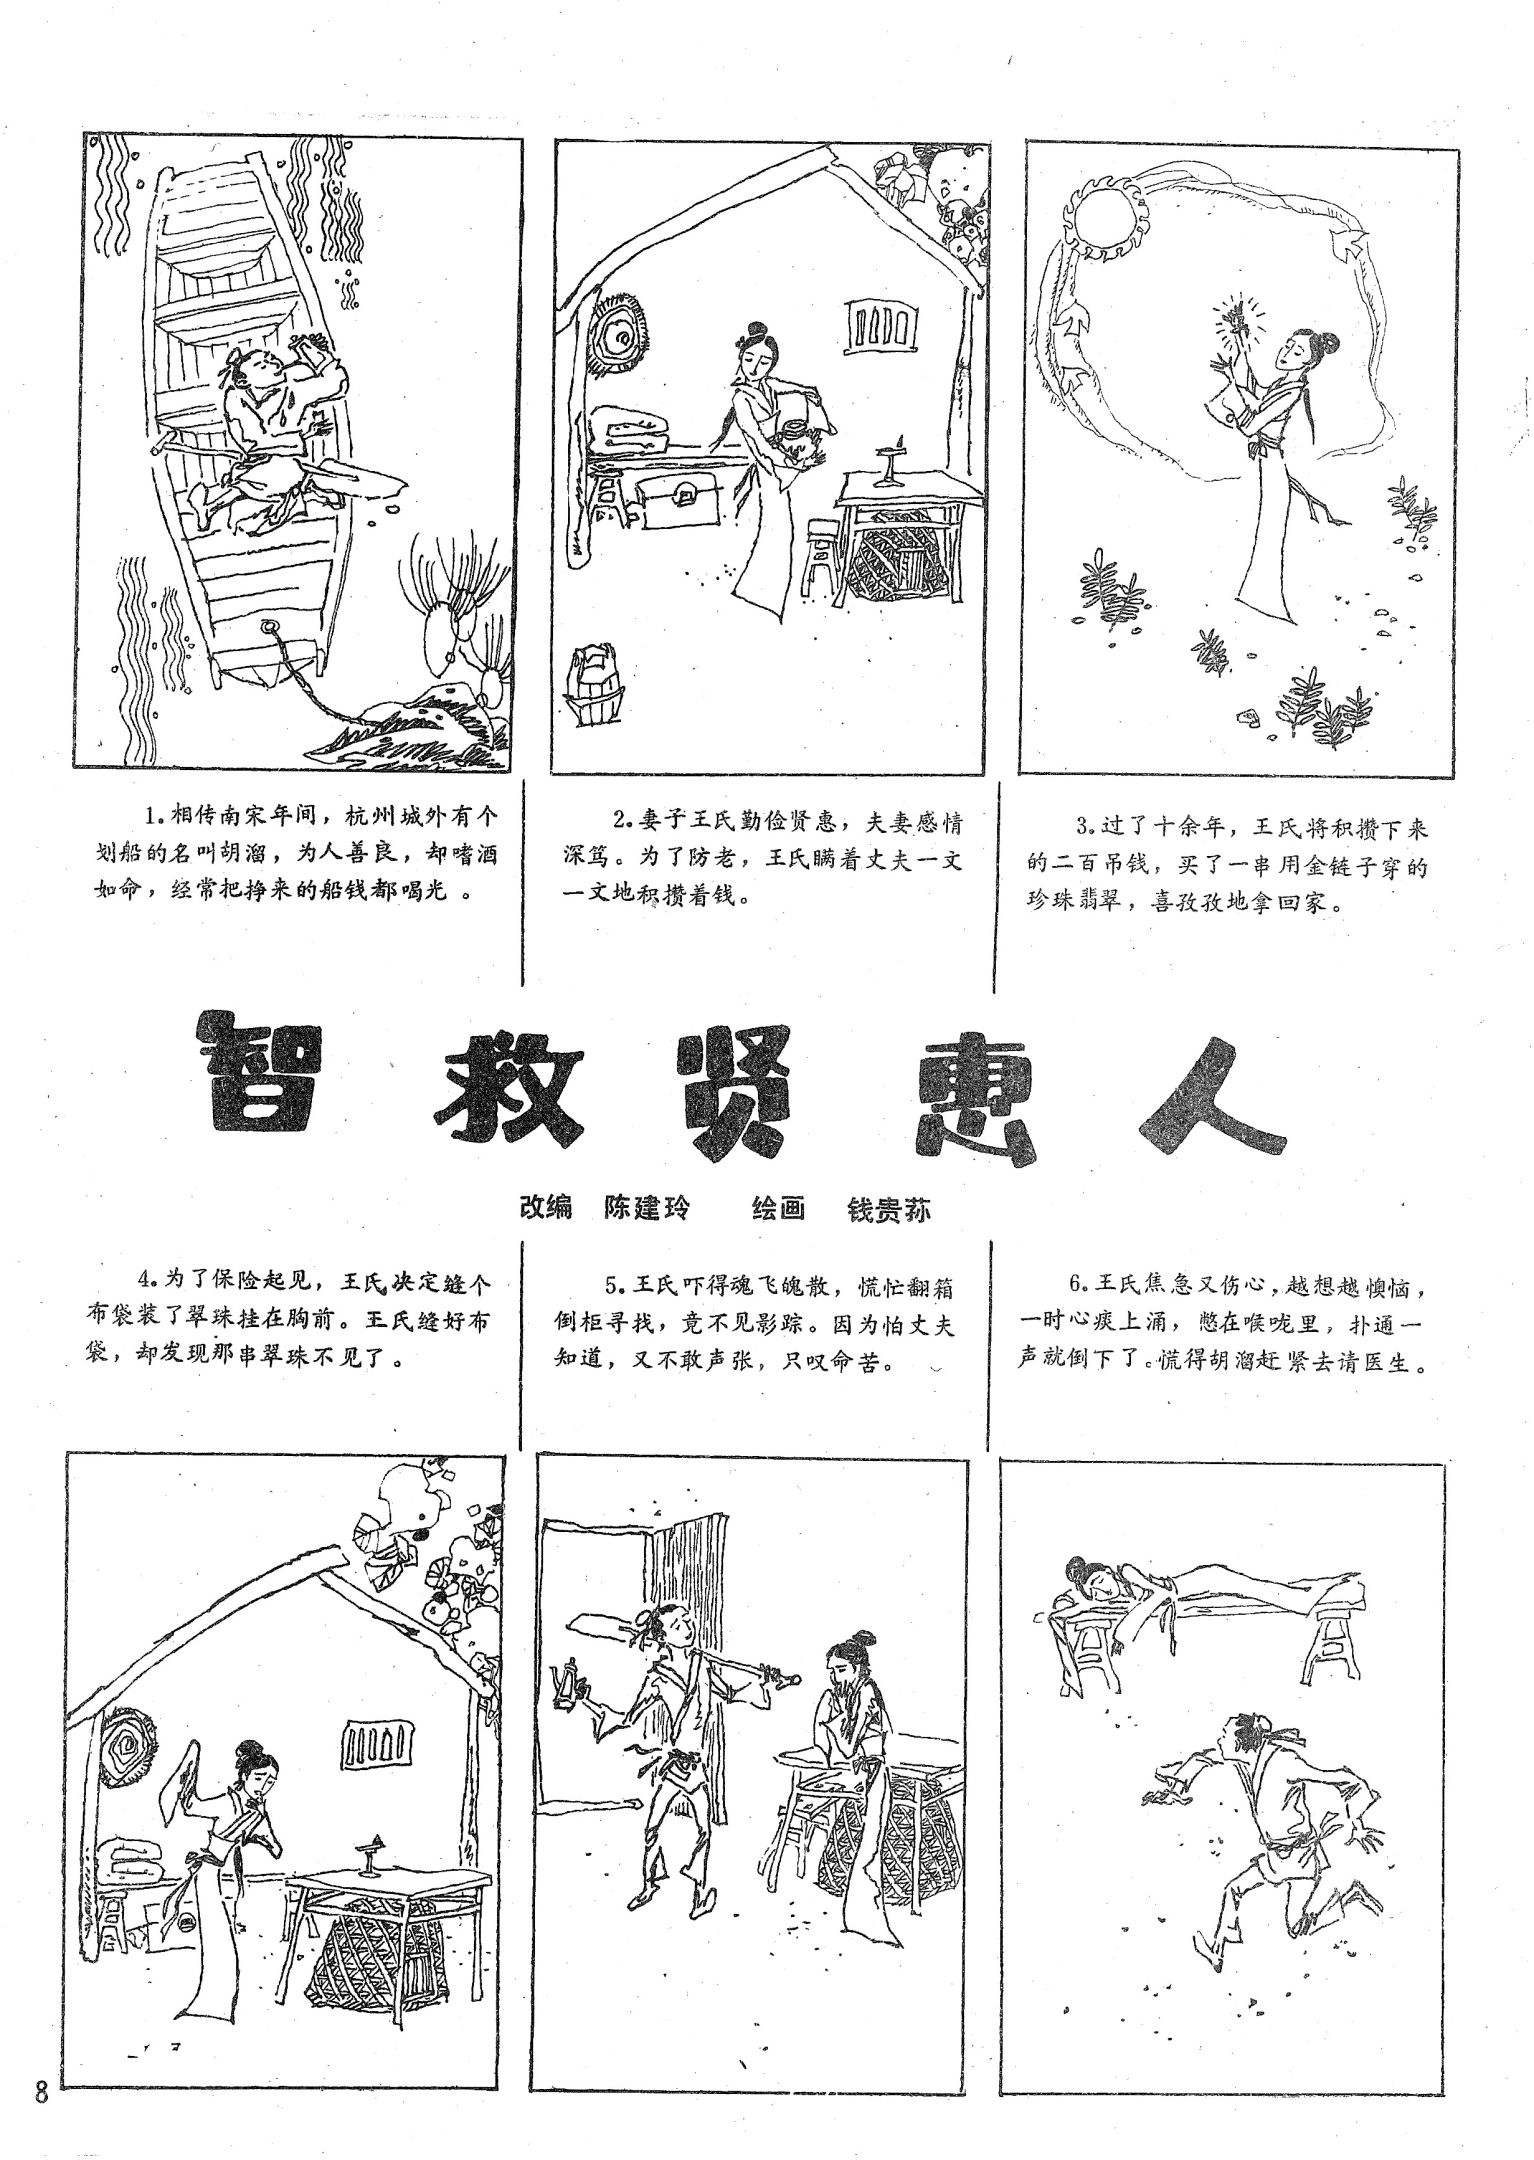 1。相传南宋年间，杭州城外有个
划船的名叫胡溜，为人善良，却嗜酒
如命，经常把挣来的船钱都喝光。
2。妻子王氏勤俭贤惠，夫妻感情
深笃。为了防老，王氏瞒着丈夫一文
一文地积攒着钱。
3。过了十余年，王氏将积攒下来
的二百吊钱，买了一串用金链子穿的
珍珠翡翠，喜孜孜地拿回家。
智救贤惠人
改编 陈建玲 绘画 钱贵荪
4。为了保险起见，王氏决定缝个
布袋装了翠珠挂在胸前。王氏缝好布
袋，却发现那串翠珠不见了。
5。王氏吓得魂飞魄散，慌忙翻箱
倒柜寻找，竟不见影踪。因为怕丈夫
知道，又不敢声张，只叹命苦。
6。王氏焦急又伤心，越想越懊恼，
一时心痰上涌，憋在喉咙里，扑通一
声就倒下了。慌得胡溜赶紧去请医生。
8